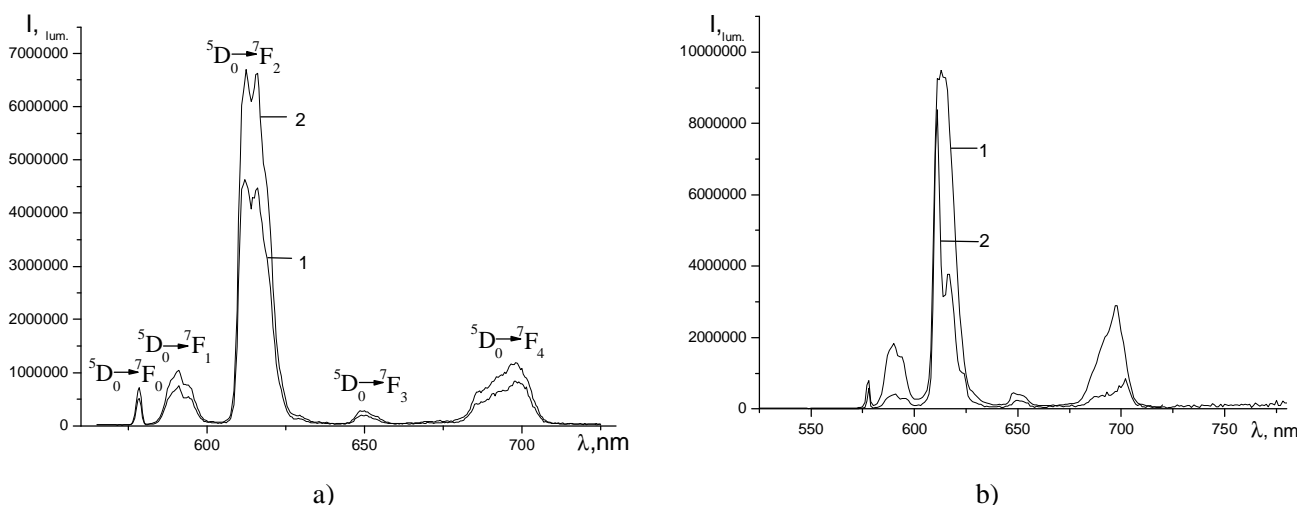 I, lum.
7000000
6000000
5000000
4000000
3000000
2000000
1000000
0
600
650
700
λ,nm
⁵D₀→⁷F₀
⁵D₀→⁷F₁
⁵D₀→⁷F₂
⁵D₀→⁷F₃
⁵D₀→⁷F₄
2
1
a)
I,lum.
10000000
8000000
6000000
4000000
2000000
0
550
600
650
700
750
λ, nm
1
2
b)